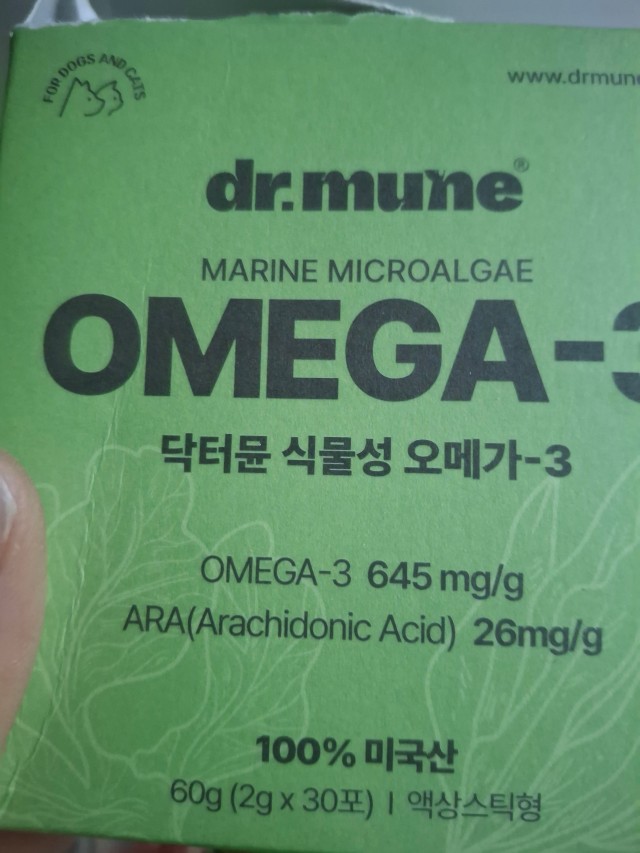 FOR DOGS AND CATS
www.drmune
dr.mune®
MARINE MICROALGAE
OMEGA-3
닥터뮨 식물성 오메가-3
OMEGA-3 645 mg/g
ARA(Arachidonic Acid) 26mg/g
100% 미국산
60g (2g x 30포) | 액상스틱형